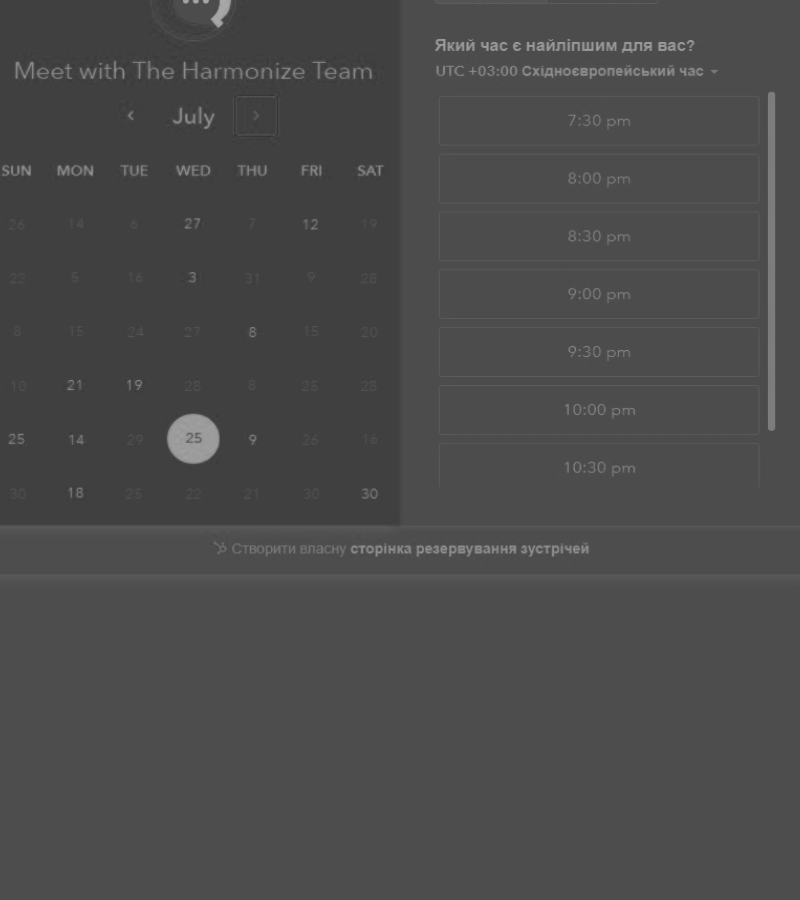 Meet with The Harmonize Team
July
SUN MON TUE WED THU FRI SAT
26 14 6 27 7 12 19
22 5 16 3 31 9 28
8 15 24 27 8 15 20
10 21 19 28 8 25 23
25 14 29 25 9 26 16
30 18 25 22 21 30 30
Який час є найліпшим для вас?
UTC +03:00 Східноєвропейський час
7:30 pm
8:00 pm
8:30 pm
9:00 pm
9:30 pm
10:00 pm
10:30 pm
Створити власну сторінка резервування зустрічей